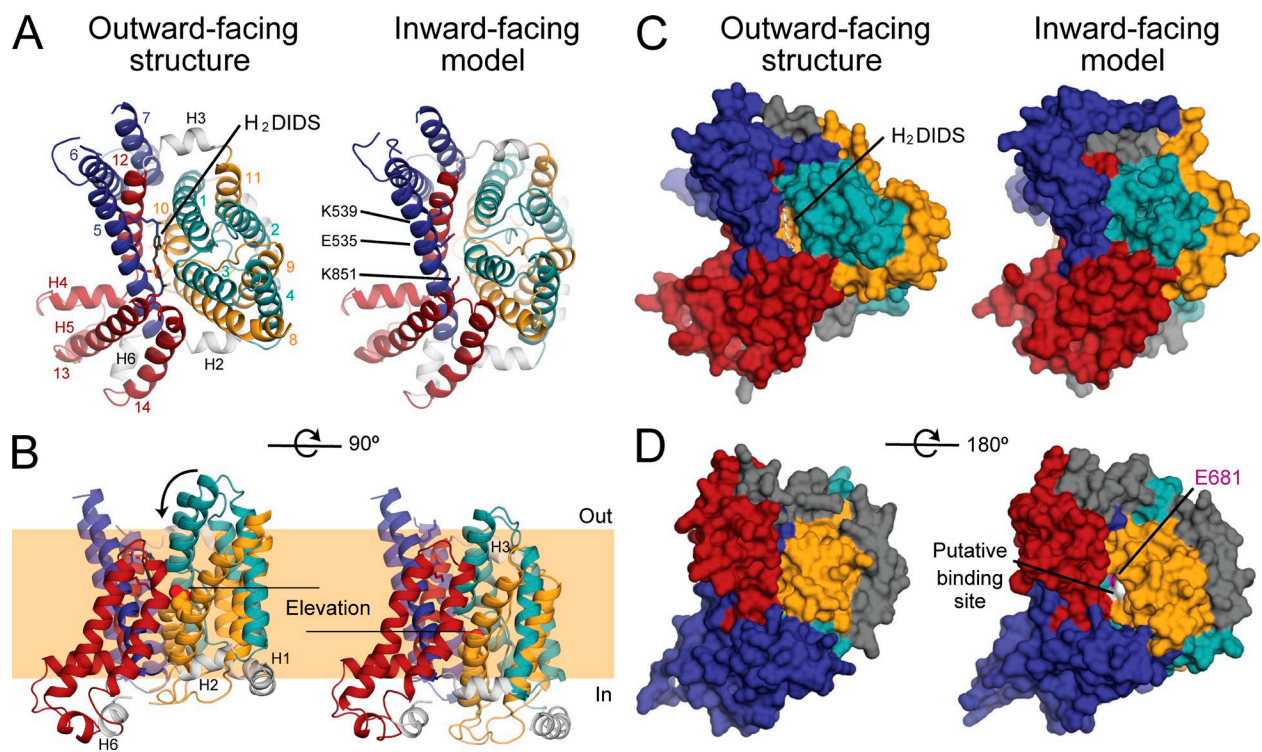 A
Outward-facing
structure
Inward-facing
model
7
H3
H₂DIDS
6
12
11
10
1
5
2
3
9
4
H4
H5
H6
H2
8
13
14
K539
E535
K851
C
Outward-facing
structure
Inward-facing
model
H₂DIDS
B
90º
Out
H3
Elevation
H1
H2
In
H6
D
180º
E681
Putative
binding
site